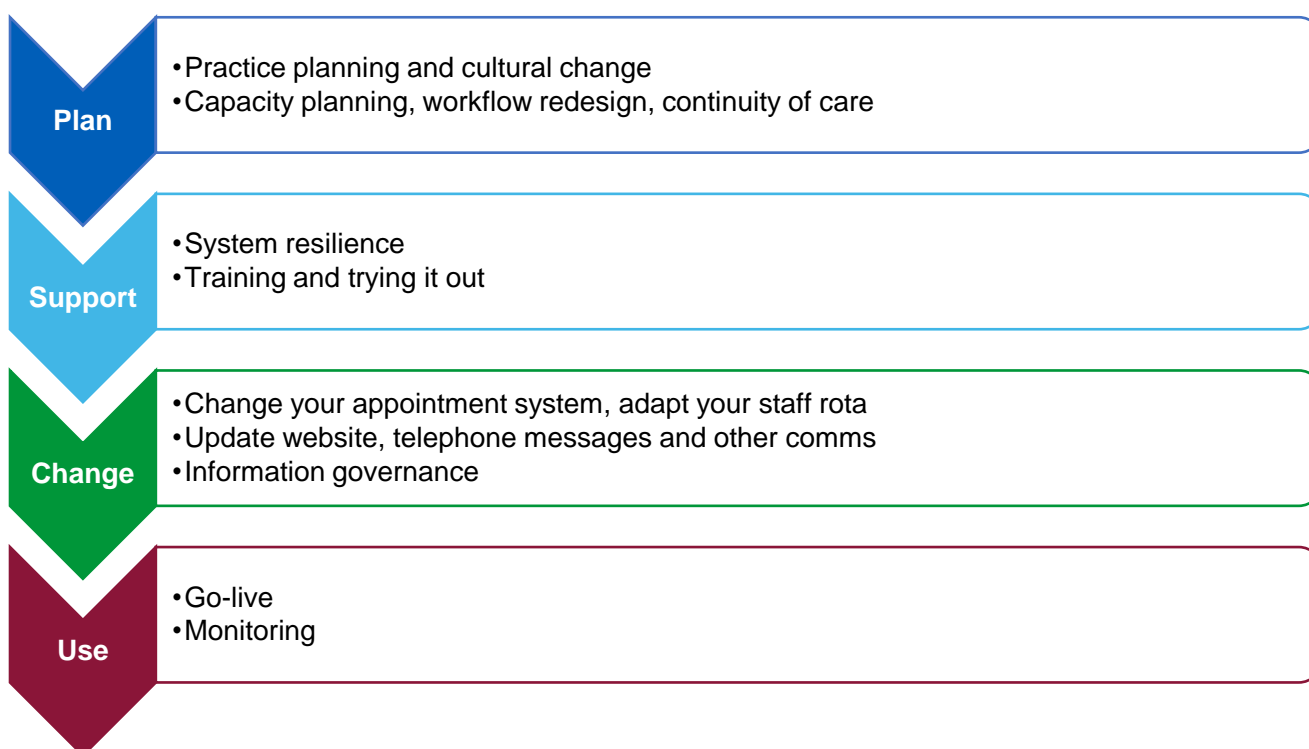 Plan
•Practice planning and cultural change
•Capacity planning, workflow redesign, continuity of care
Support
•System resilience
•Training and trying it out
Change
•Change your appointment system, adapt your staff rota
•Update website, telephone messages and other comms
•Information governance
Use
•Go-live
•Monitoring